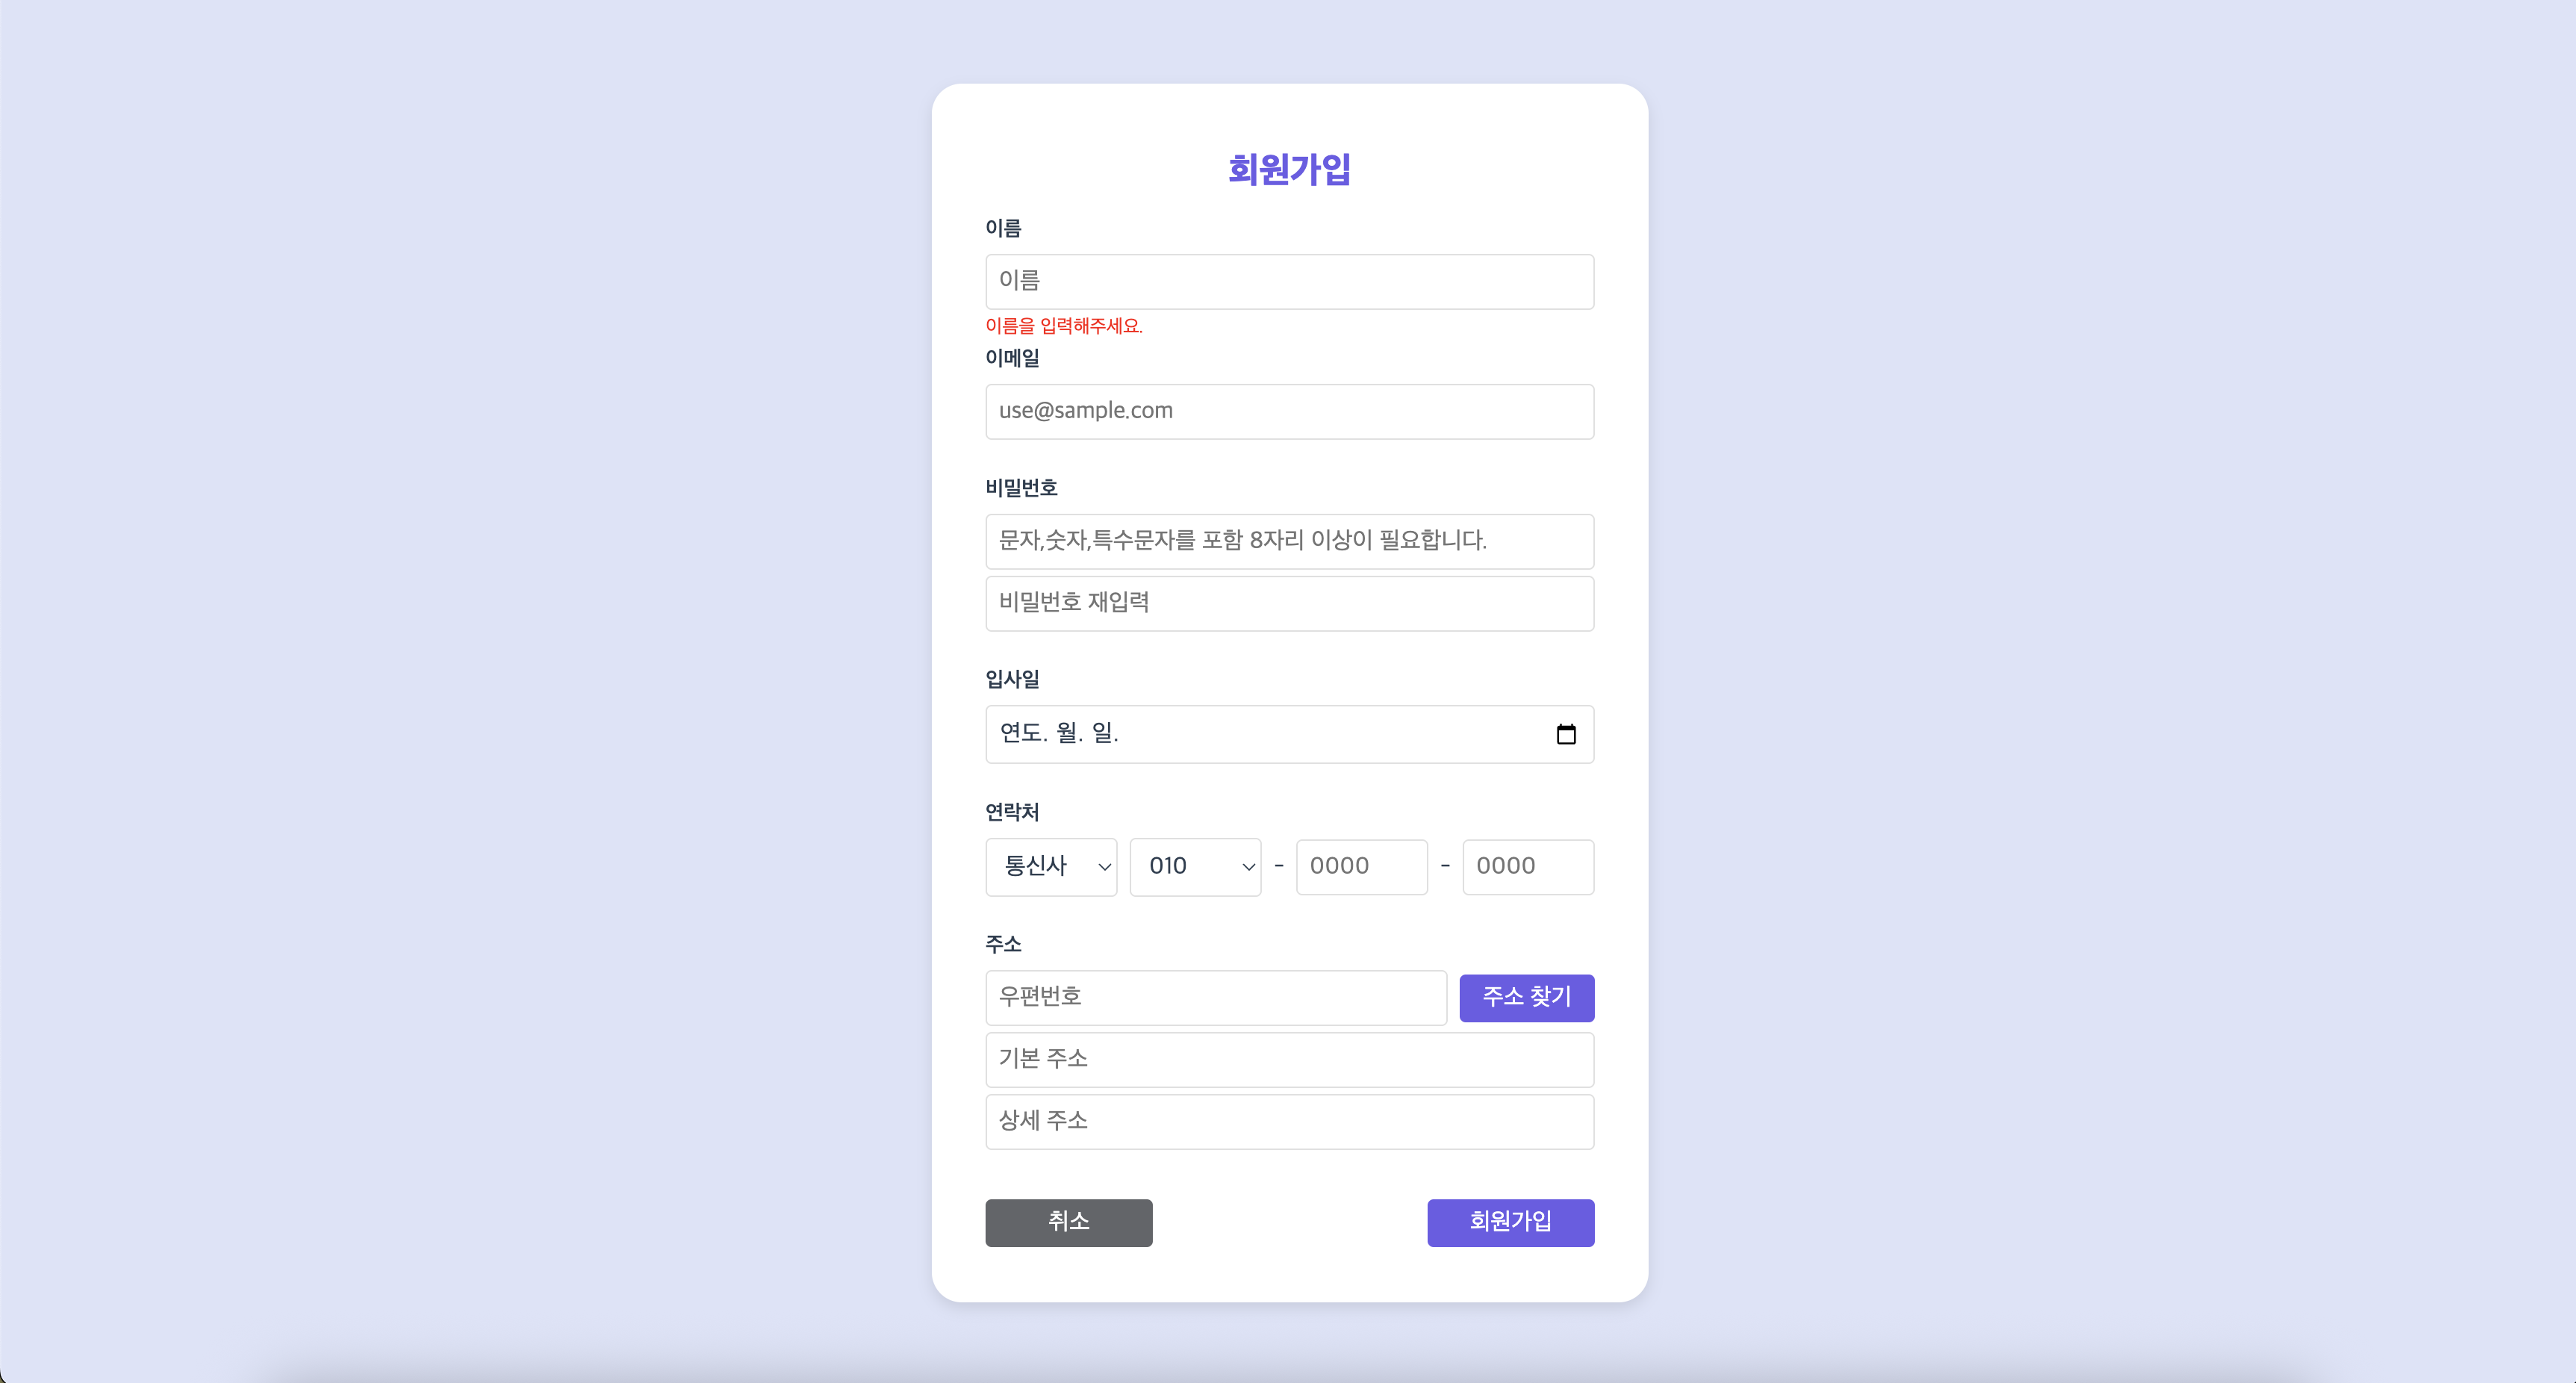 회원가입
이름
이름
이름을 입력해주세요.
이메일
use@sample.com
비밀번호
문자,숫자,특수문자를 포함 8자리 이상이 필요합니다.
비밀번호 재입력
입사일
연도. 월. 일.
연락처
통신사 010 - 0000 - 0000
주소
우편번호 주소 찾기
기본 주소
상세 주소
취소 회원가입